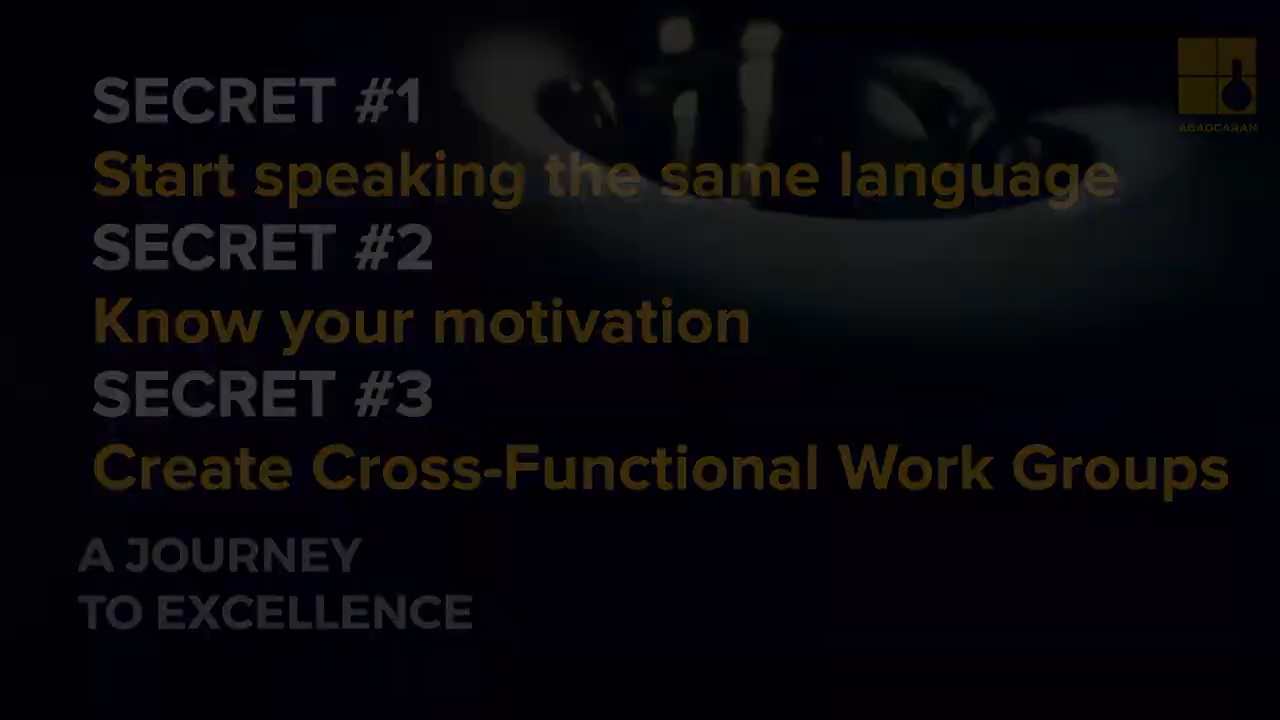 SECRET #1
Start speaking the same language
SECRET #2
Know your motivation
SECRET #3
Create Cross-Functional Work Groups
A JOURNEY
TO EXCELLENCE
ABADCARAN